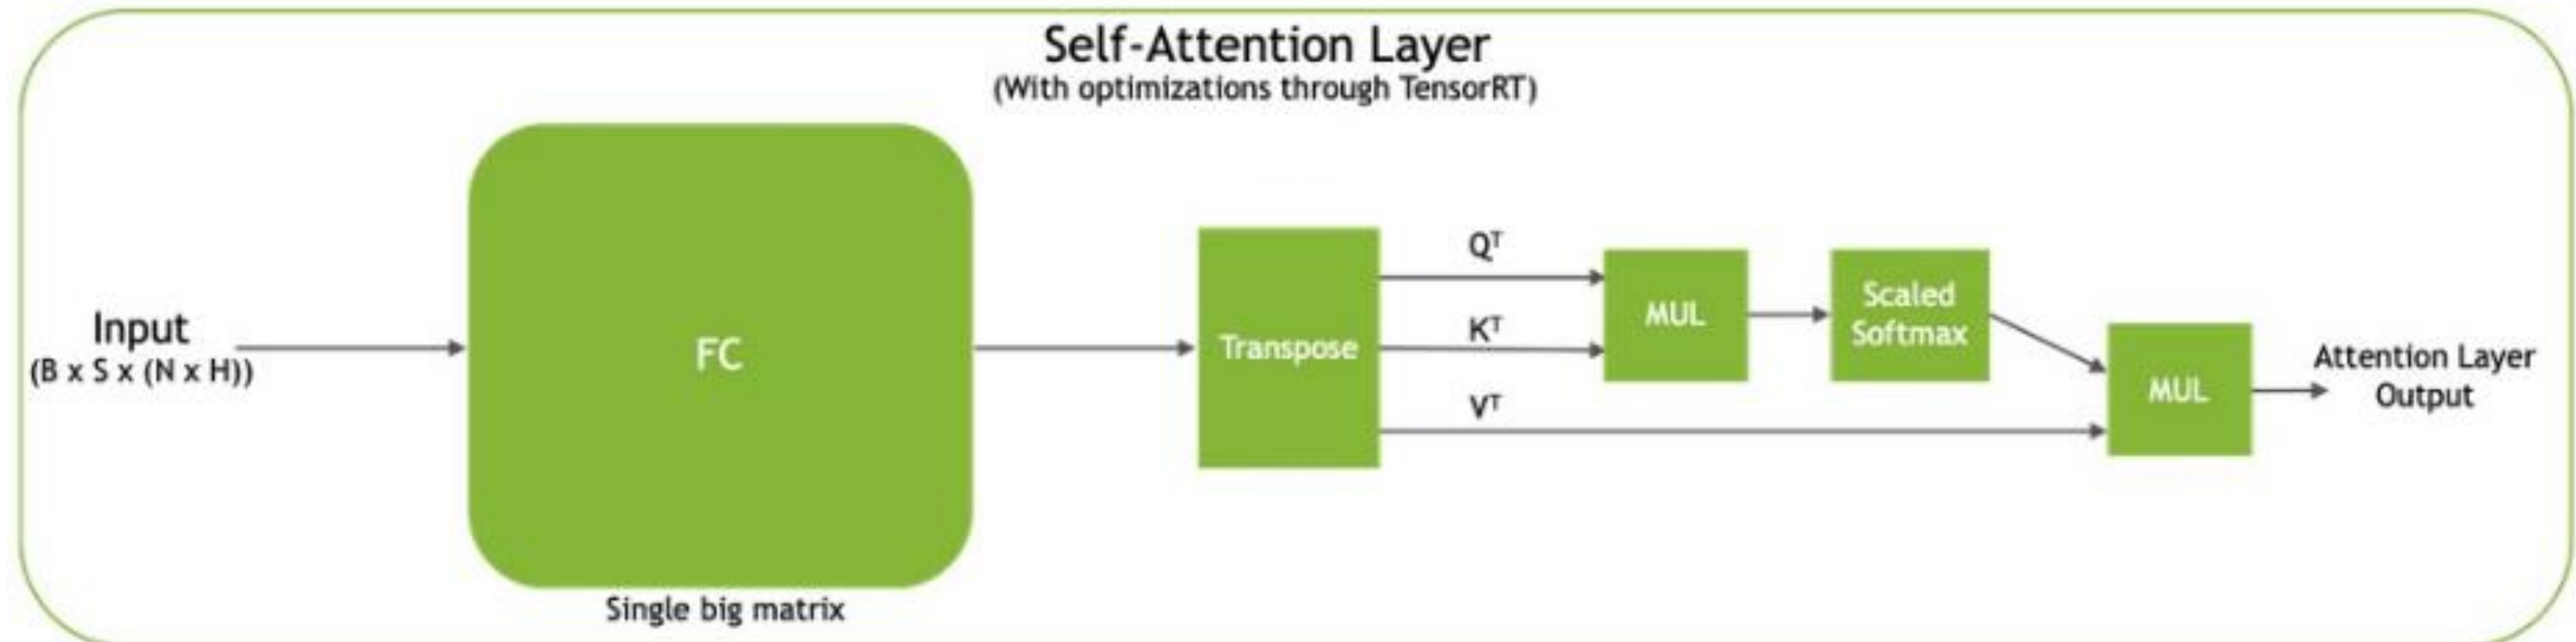 Self-Attention Layer
(With optimizations through TensorRT)
Input
(B x S x (N x H))
FC
Single big matrix
Transpose
Qᵀ
Kᵀ
Vᵀ
MUL
Scaled
Softmax
MUL
Attention Layer
Output